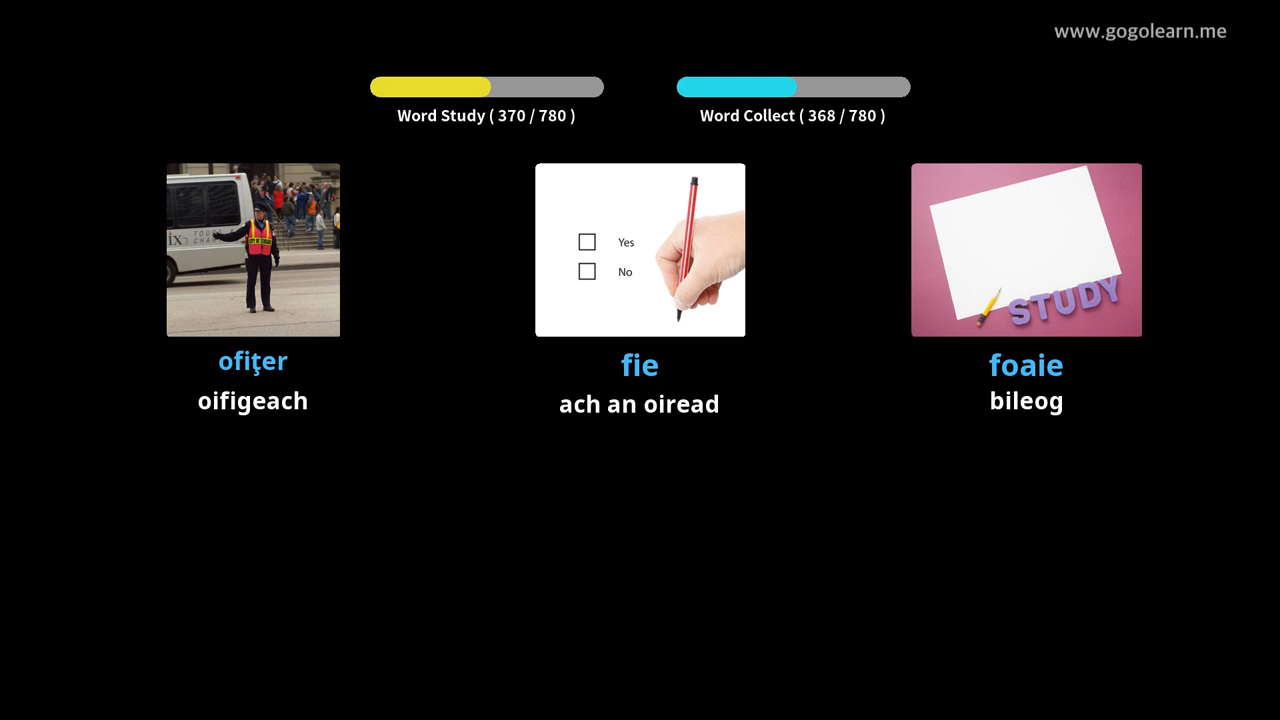 www.gogolearn.me
Word Study ( 370 / 780 )
Word Collect ( 368 / 780 )
Yes
No
STUDY
ofiţer
fie
foaie
oifigeach
ach an oiread
bileog